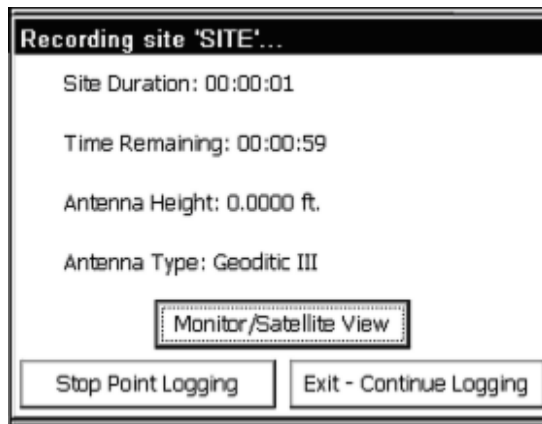 Recording site 'SITE'...
Site Duration: 00:00:01
Time Remaining: 00:00:59
Antenna Height: 0.0000 ft.
Antenna Type: Geoditic III
Monitor/Satellite View
Stop Point Logging
Exit - Continue Logging